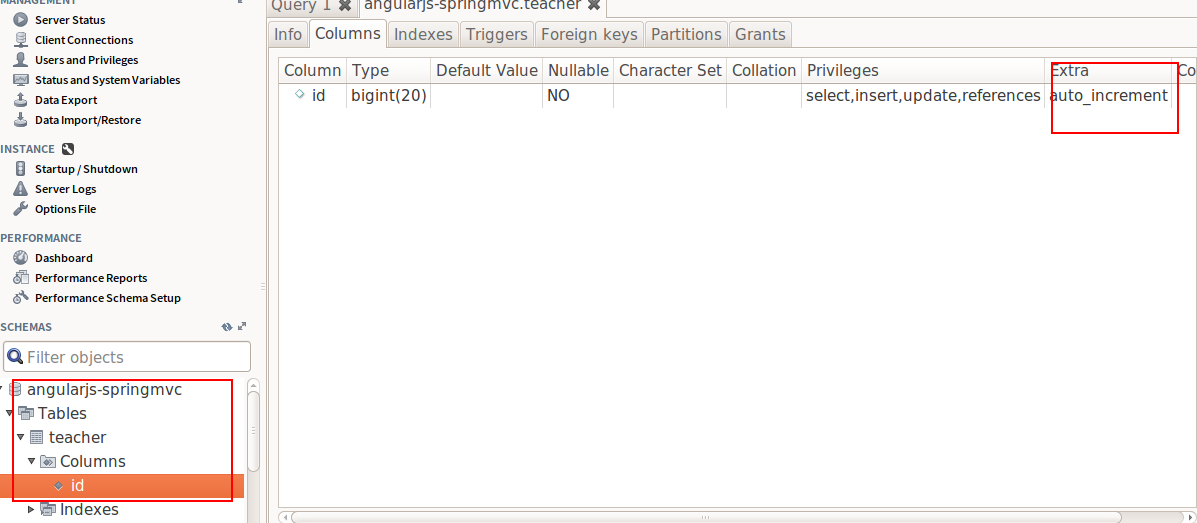 MANAGEMENT
Server Status
Client Connections
Users and Privileges
Status and System Variables
Data Export
Data Import/Restore
INSTANCE
Startup / Shutdown
Server Logs
Options File
PERFORMANCE
Dashboard
Performance Reports
Performance Schema Setup
SCHEMAS
Filter objects
angularjs-springmvc
Tables
teacher
Columns
id
Indexes
Query 1 angularjs-springmvc.teacher
Info Columns Indexes Triggers Foreign keys Partitions Grants
Column Type Default Value Nullable Character Set Collation Privileges Extra Co
id bigint(20) NO select,insert,update,references auto_increment